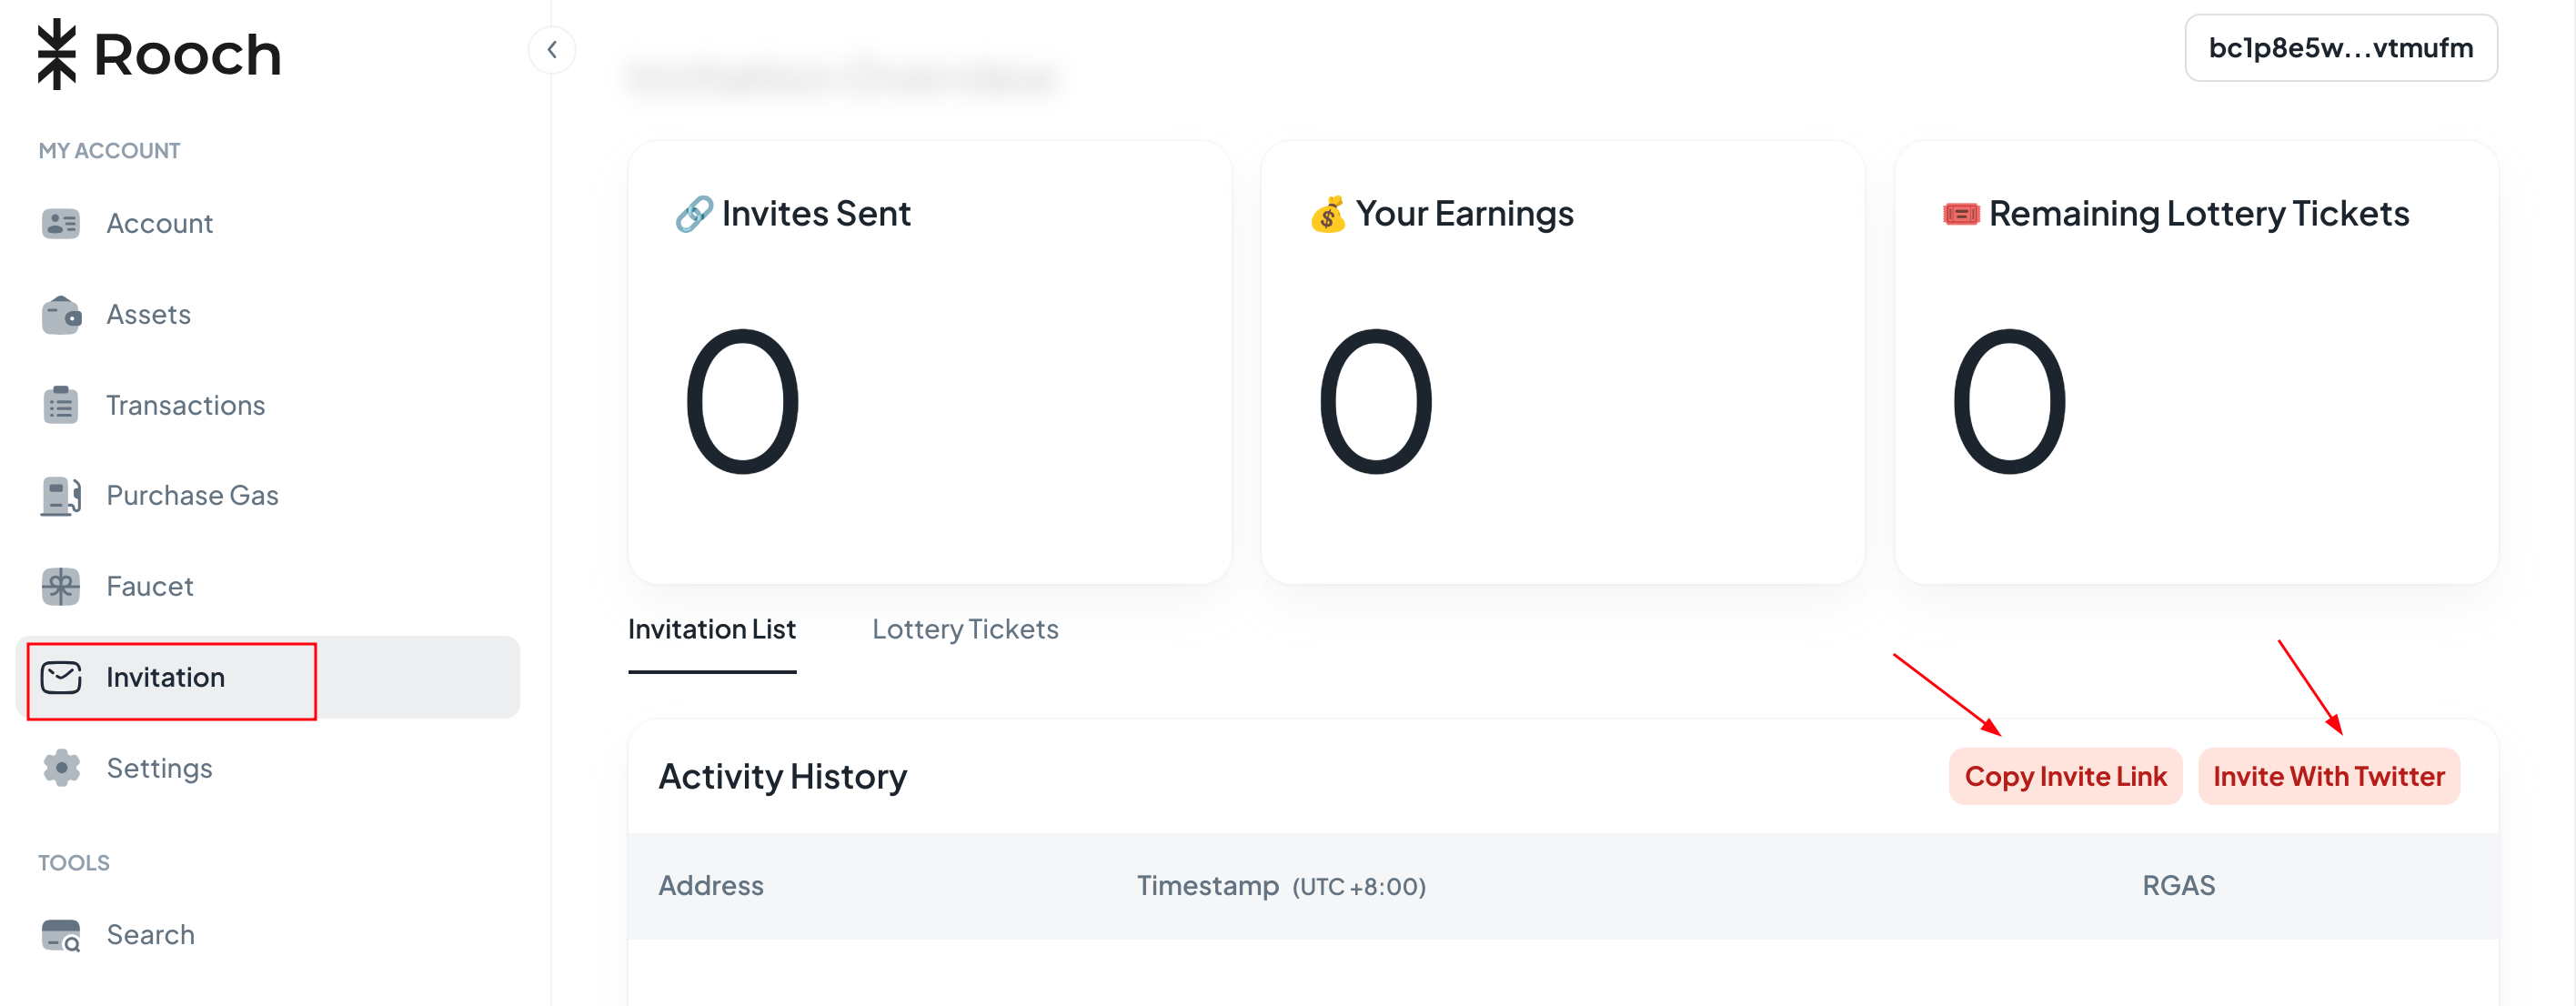 Rooch
MY ACCOUNT
Account
Assets
Transactions
Purchase Gas
Faucet
Invitation
Settings
TOOLS
Search
bc1p8e5w...vtmufm
Invitation Overview
🔗 Invites Sent
0
💰 Your Earnings
0
🎟️ Remaining Lottery Tickets
0
Invitation List
Lottery Tickets
Activity History
Copy Invite Link
Invite With Twitter
Address
Timestamp (UTC +8:00)
RGAS